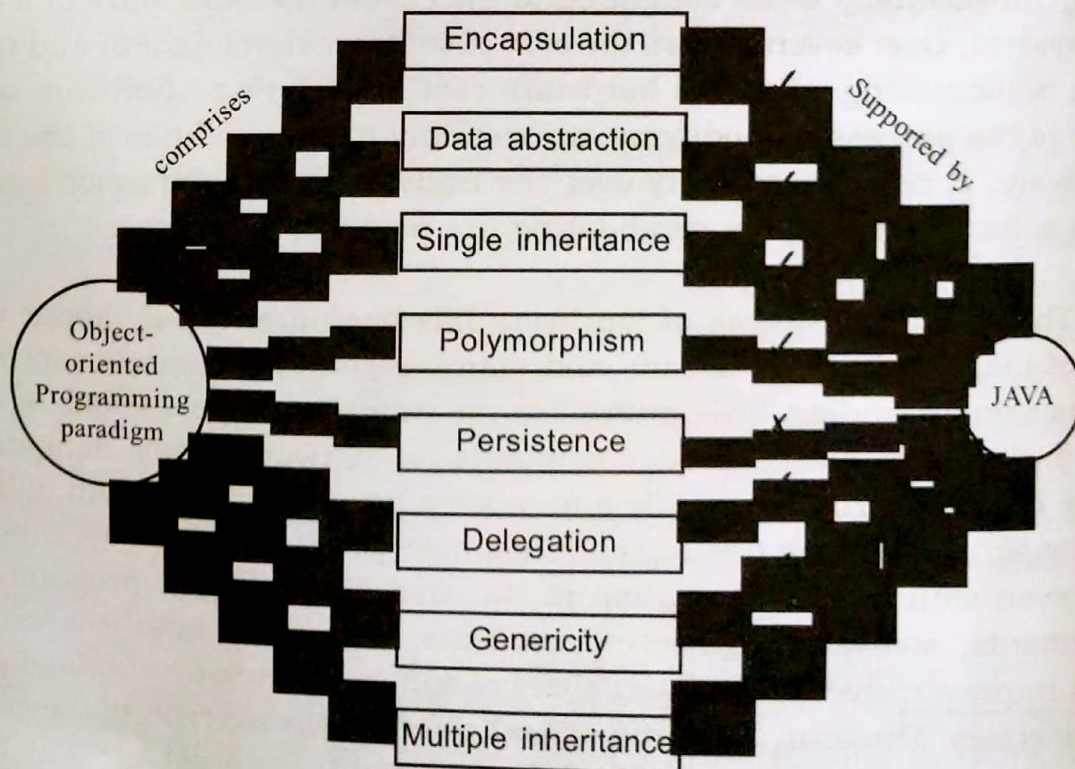 Encapsulation
comprises
Supported by
Data abstraction
Single inheritance
Object-
oriented
Programming
paradigm
Polymorphism
JAVA
Persistence
Delegation
Genericity
Multiple inheritance